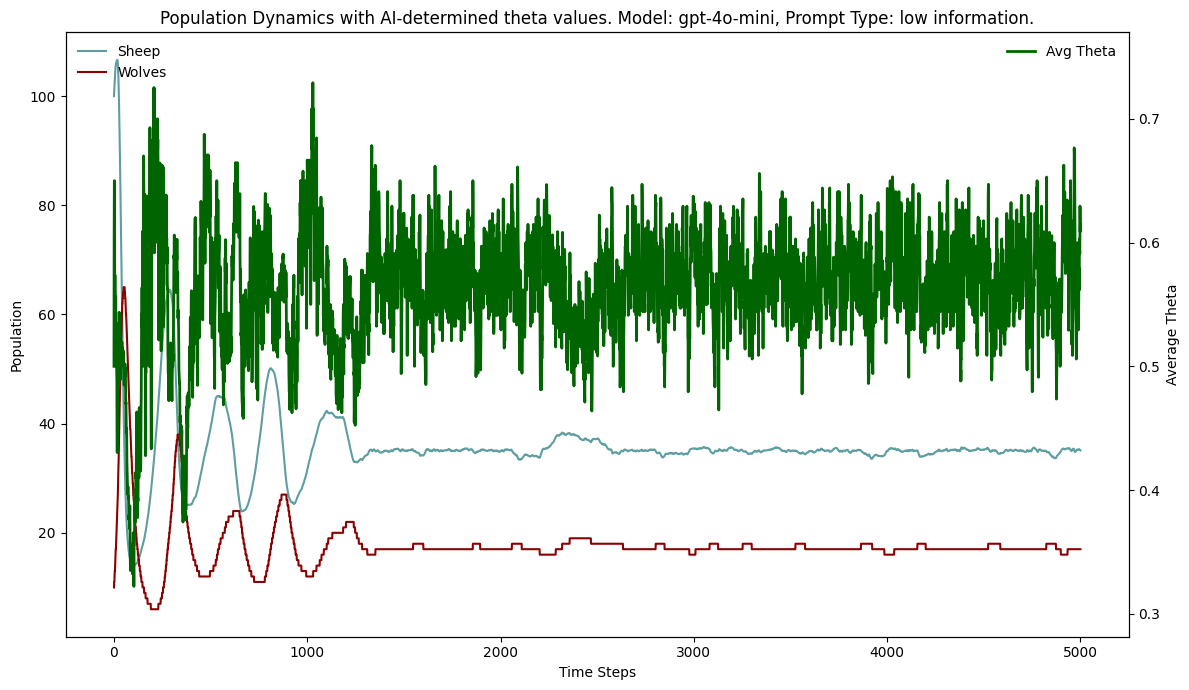 Population Dynamics with AI-determined theta values. Model: gpt-4o-mini, Prompt Type: low information.
Sheep
Wolves
Avg Theta
100
80
60
40
20
Population
0.7
0.6
0.5
0.4
0.3
Average Theta
0
1000
2000
3000
4000
5000
Time Steps